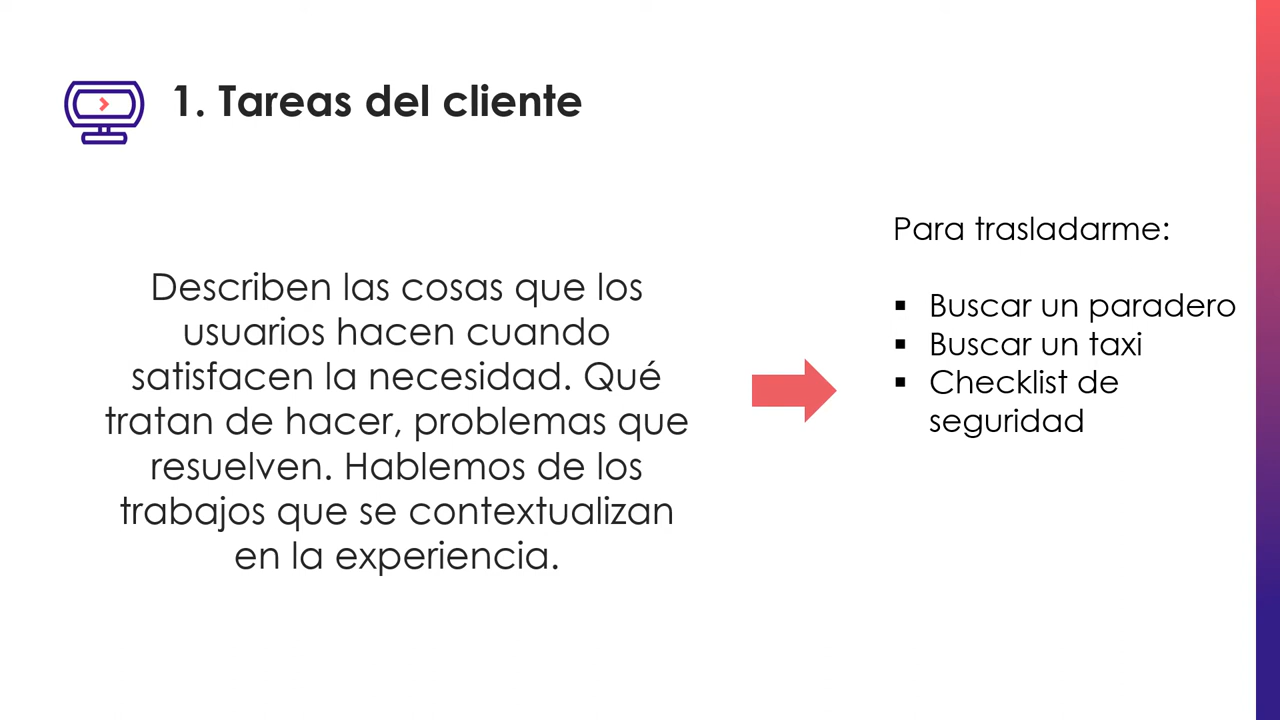 1. Tareas del cliente
Describen las cosas que los
usuarios hacen cuando
satisfacen la necesidad. Qué
tratan de hacer, problemas que
resuelven. Hablemos de los
trabajos que se contextualizan
en la experiencia.
Para trasladarme:
▪ Buscar un paradero
▪ Buscar un taxi
▪ Checklist de
seguridad